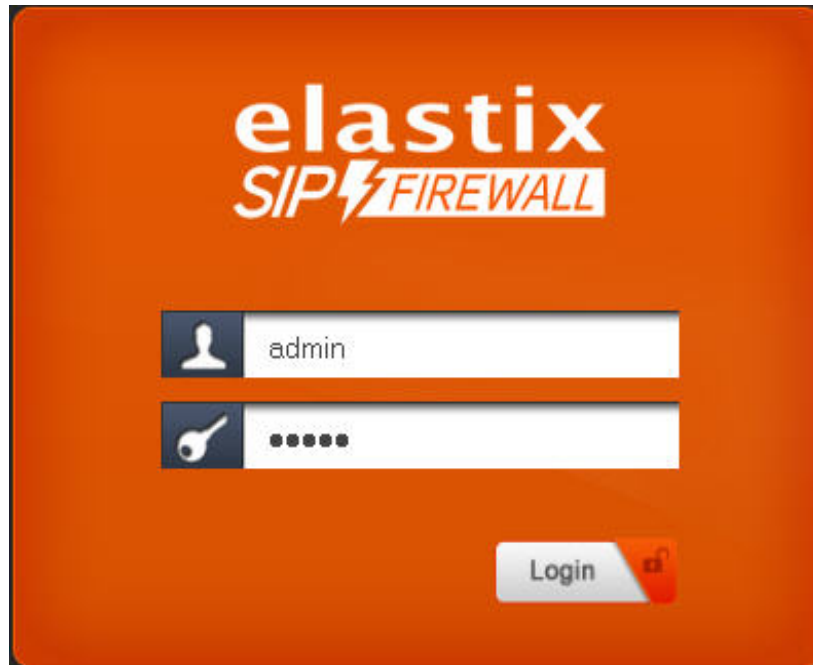 elastix
SIP FIREWALL
admin
•••••
Login